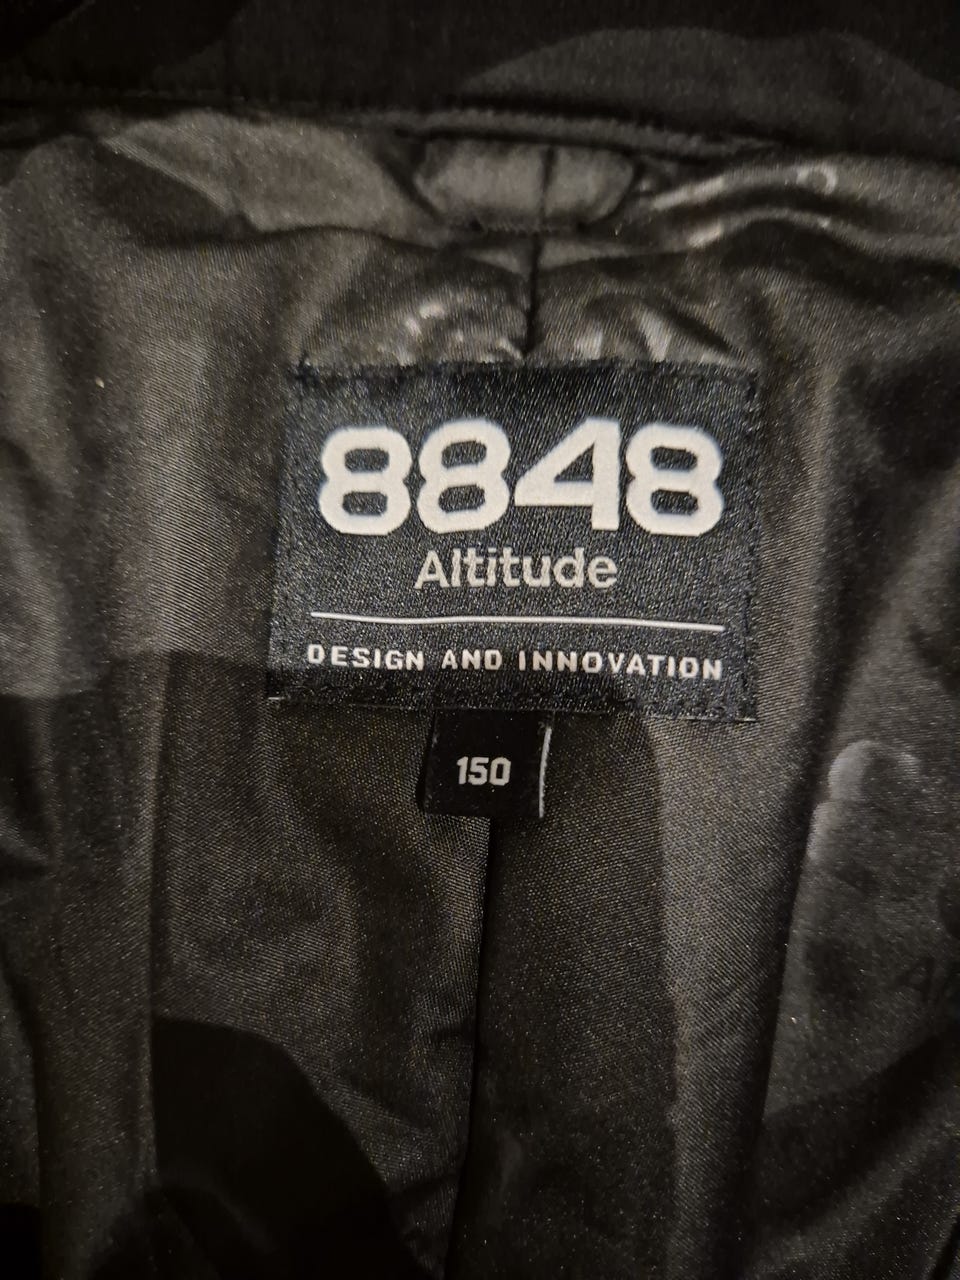 8848
Altitude
DESIGN AND INNOVATION
150